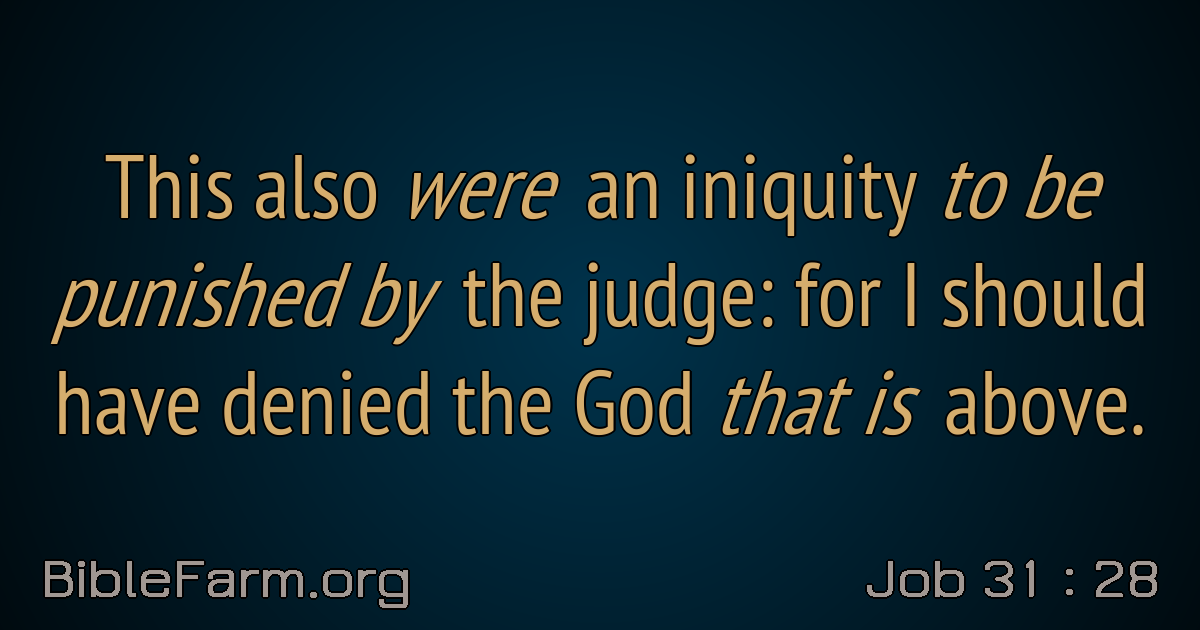 This also were an iniquity to be
punished by the judge: for I should
have denied the God that is above.
BibleFarm.org
Job 31 : 28